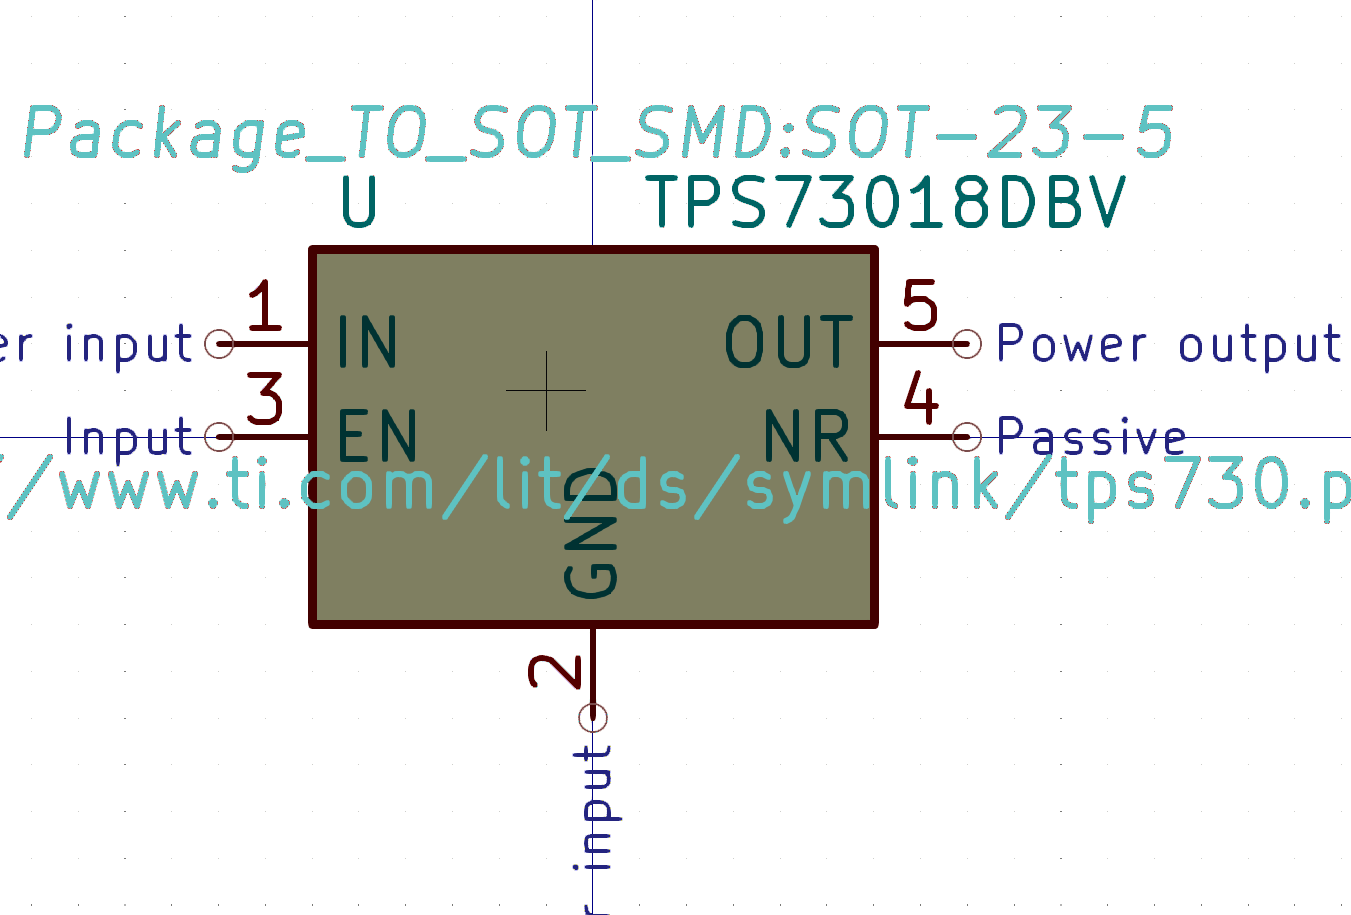 Package_TO_SOT_SMD:SOT-23-5
U TPS73018DBV
1 5
input IN OUT Power output
3 4
Input EN NR Passive
/www.ti.com/lit/ds/symlink/tps730.p
GND
2
input